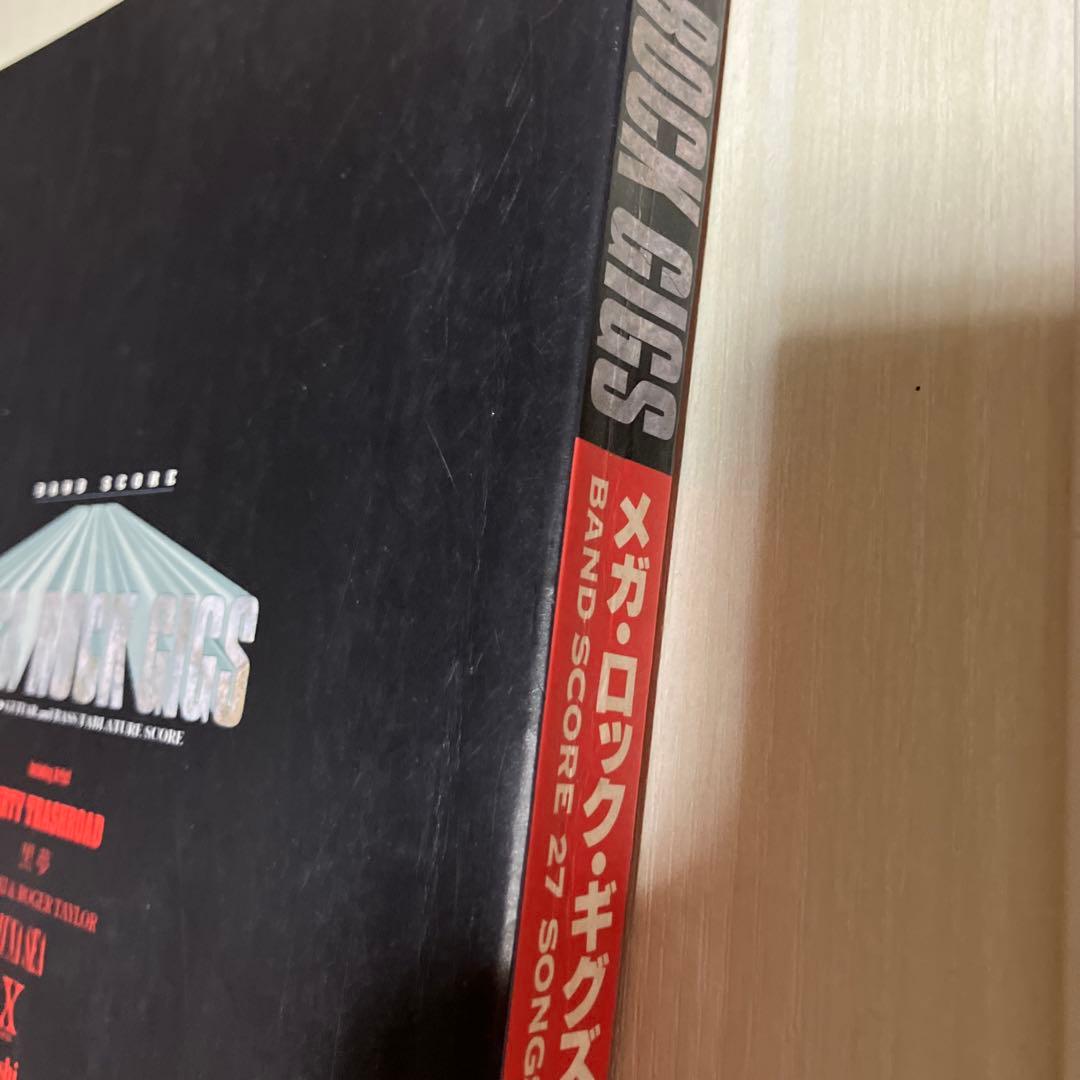 BAND SCORE
ROCK GIGS
GUITAR and BASS TABLATURE SCORE
TRASHROAD
黒夢
& ROGER TAYLOR
X
ROCK GIGS
メガ・ロック・ギグズ
BAND SCORE 27 SONGS